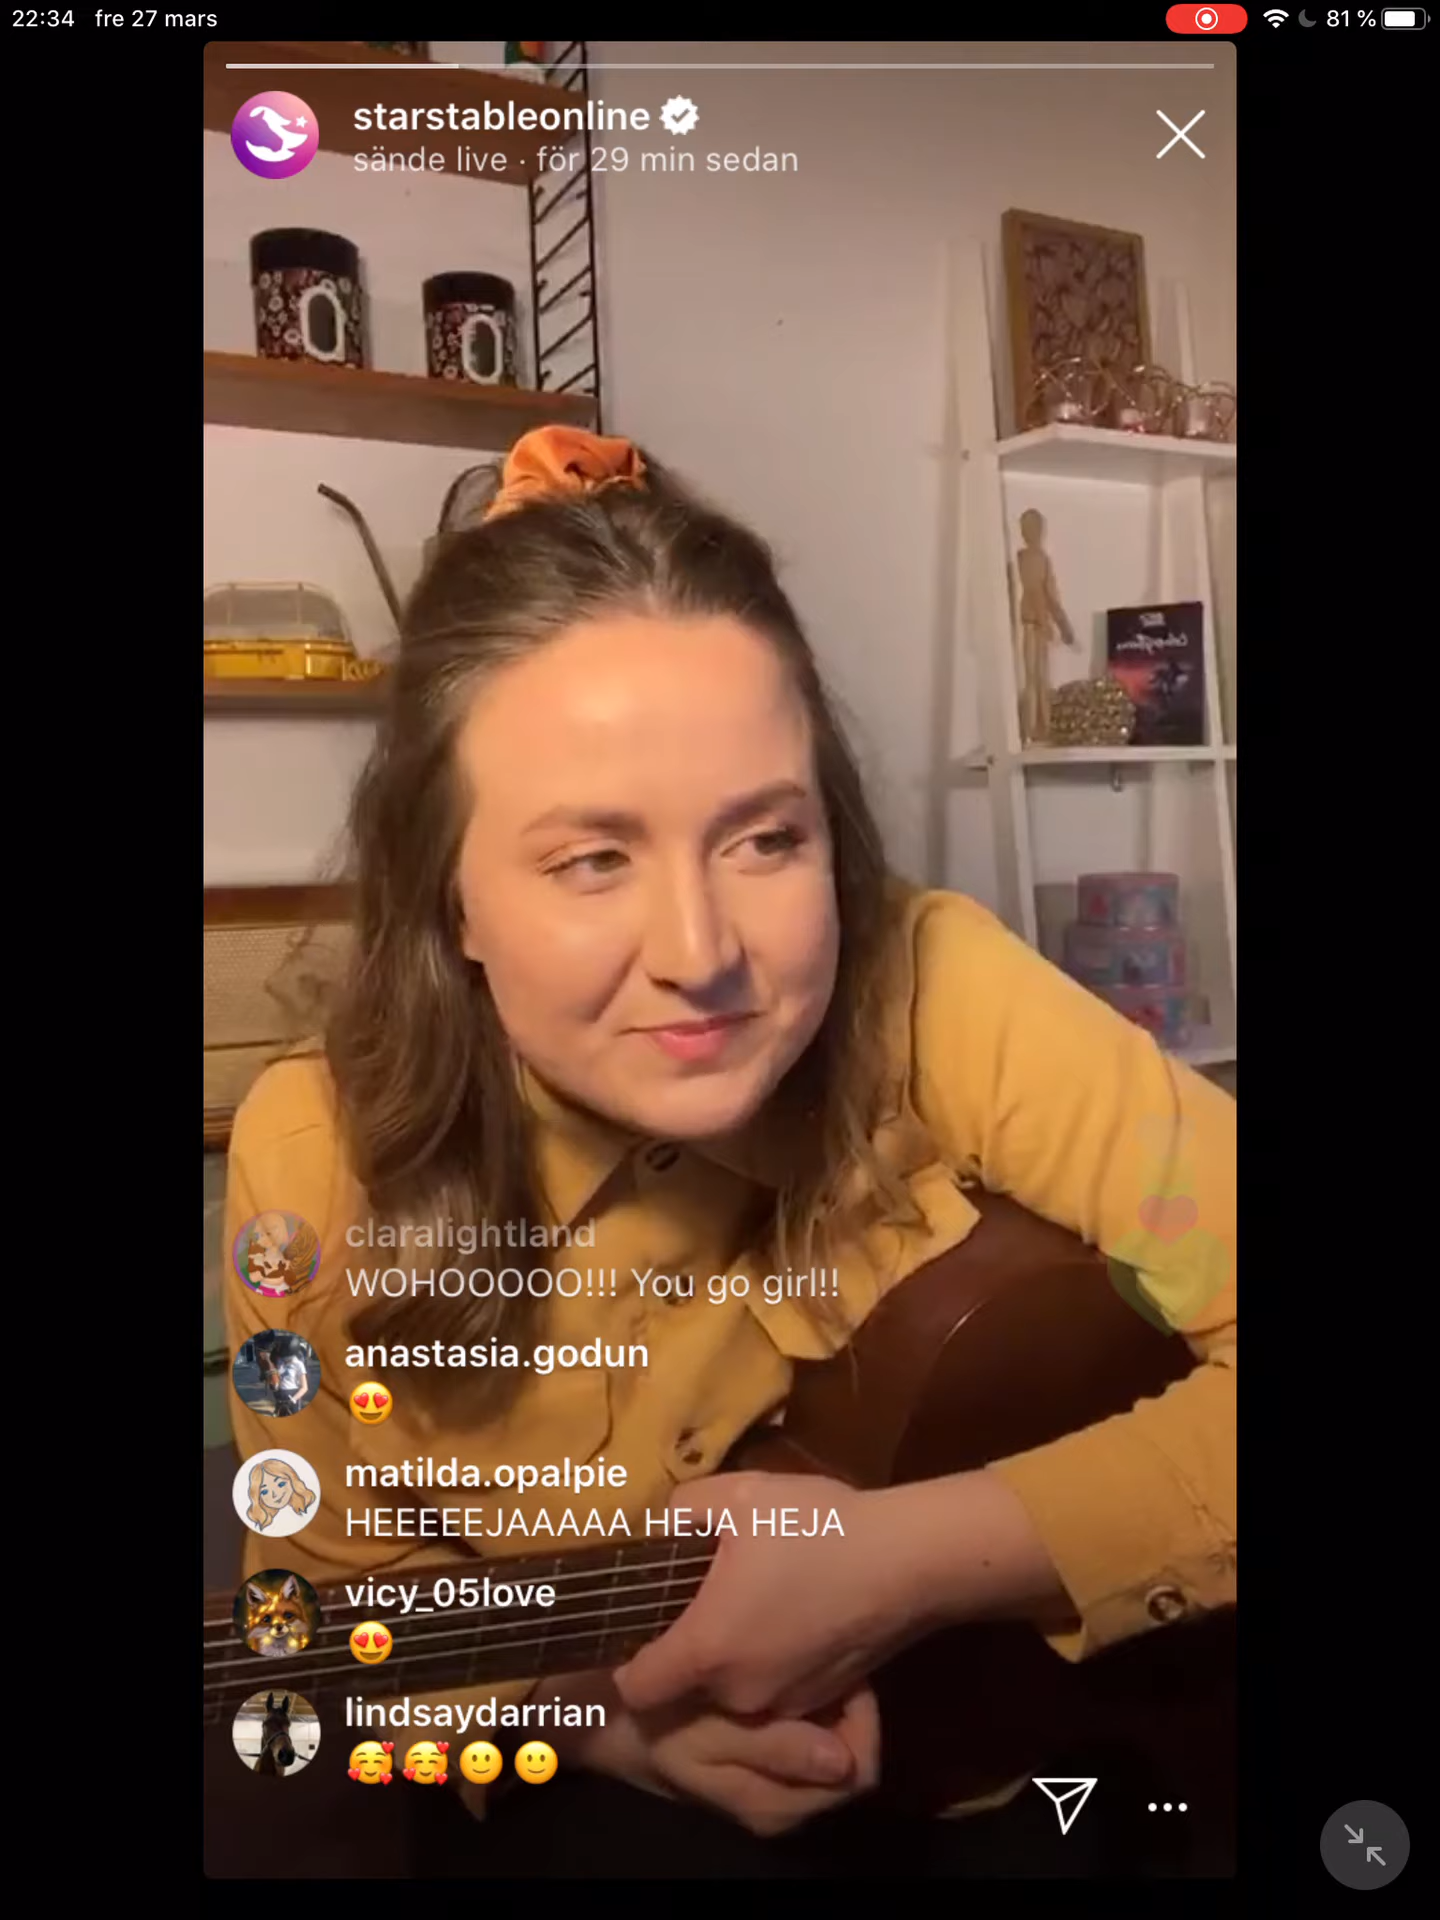 22:34 fre 27 mars
81 %
starstableonline
sände live · för 29 min sedan
claralightland
WOHOOOOO!!! You go girl!!
anastasia.godun
😍
matilda.opalpie
HEEEEEJAAAAA HEJA HEJA
vicy_05love
😍
lindsaydarrian
🥰🥰🙂🙂